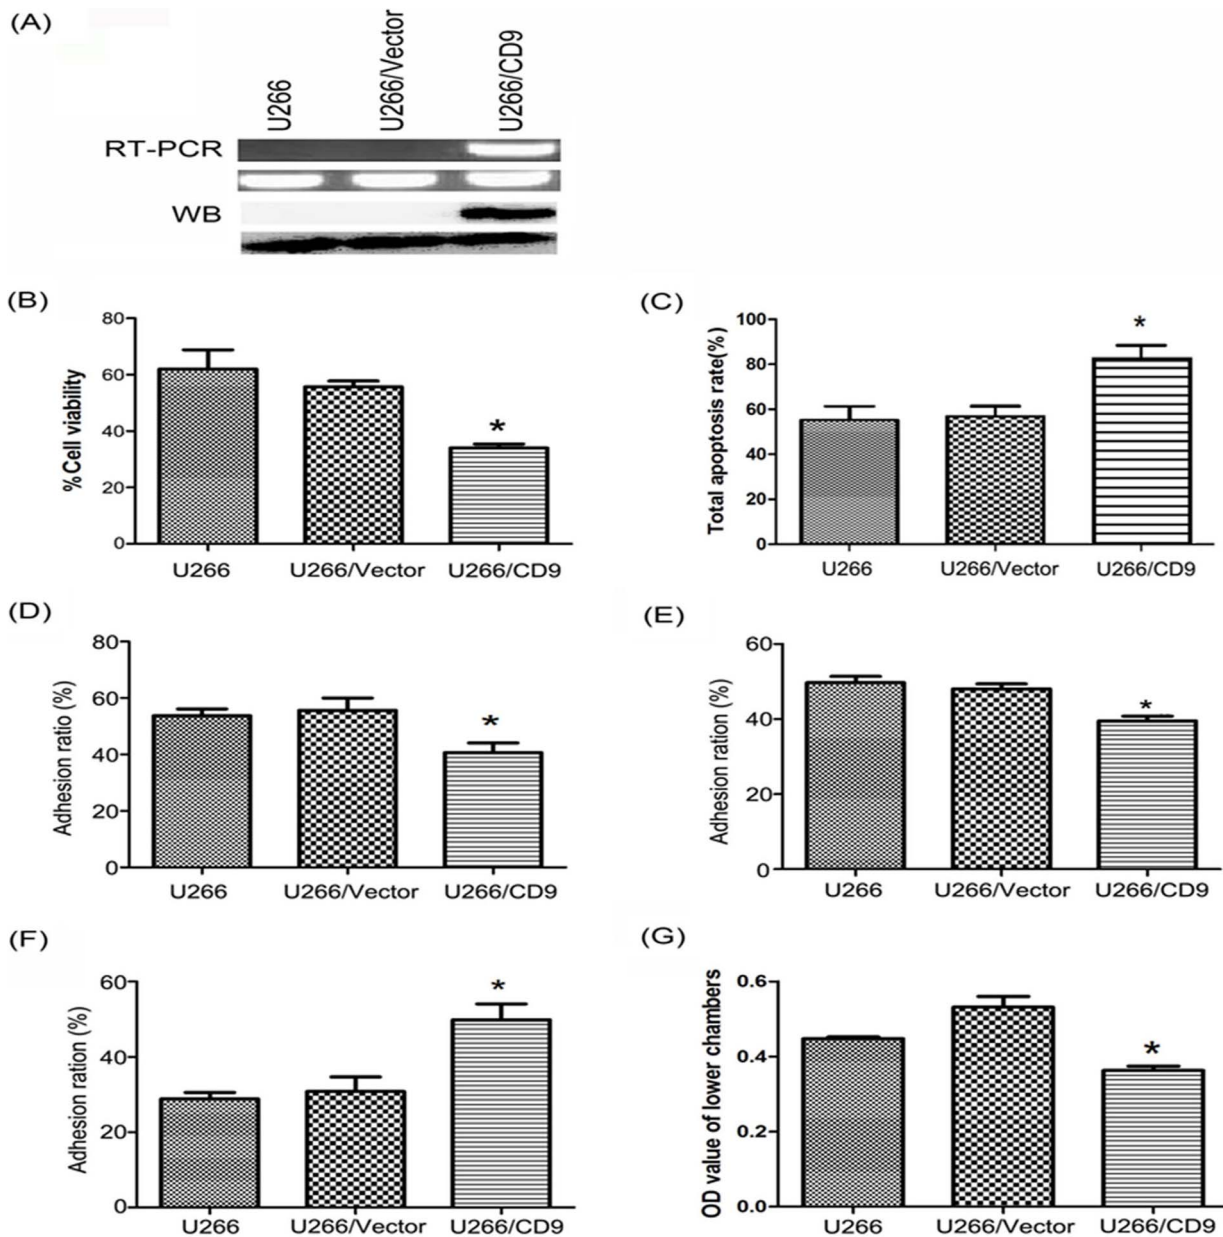 (A)
U266
U266/Vector
U266/CD9
RT-PCR
WB
(B)
%Cell viability
80
60
40
20
0
*
U266
U266/Vector
U266/CD9
(C)
Total apoptosis rate(%)
100
80
60
40
20
0
*
U266
U266/Vector
U266/CD9
(D)
Adhesion ratio (%)
80
60
40
20
0
*
U266
U266/Vector
U266/CD9
(E)
Adhesion ration (%)
60
40
20
0
*
U266
U266/Vector
U266/CD9
(F)
Adhesion ration (%)
60
40
20
0
*
U266
U266/Vector
U266/CD9
(G)
OD value of lower chambers
0.6
0.4
0.2
0.0
*
U266
U266/Vector
U266/CD9